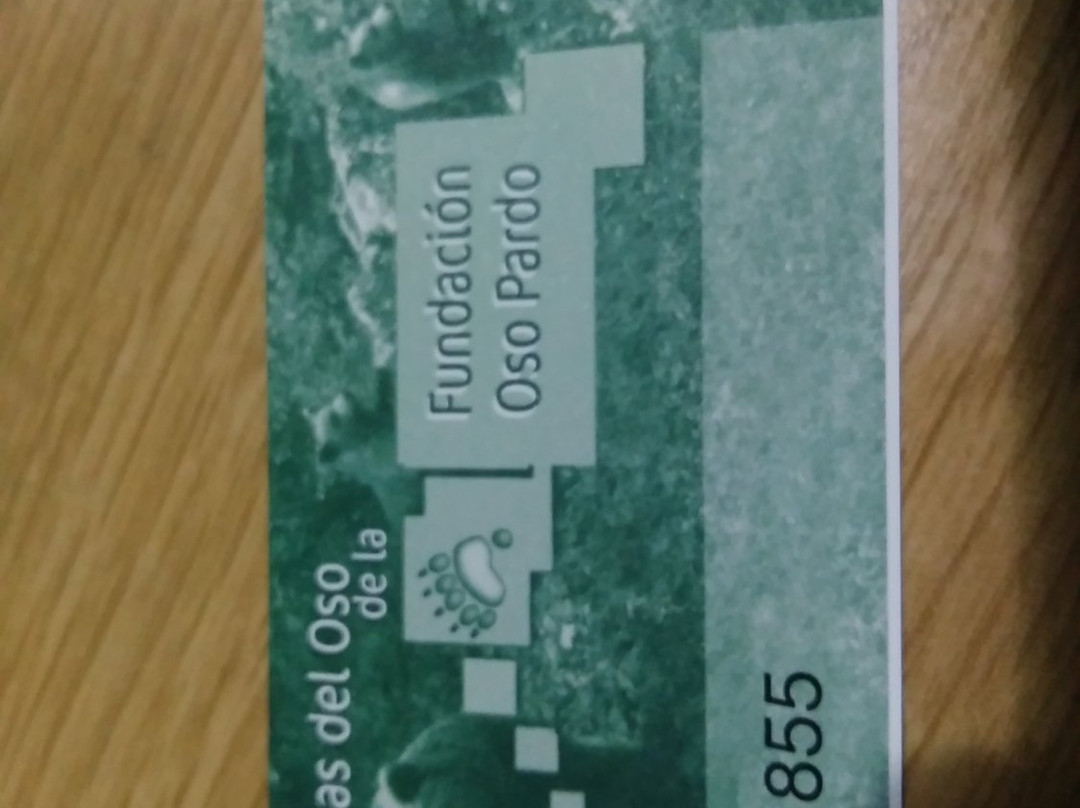 as del Oso
de la
Fundación
Oso Pardo
855